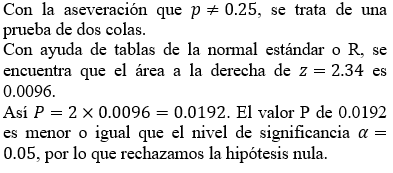 Con la aseveración que 𝑝 ≠ 0.25, se trata de una
prueba de dos colas.
Con ayuda de tablas de la normal estándar o R, se
encuentra que el área a la derecha de 𝑧 = 2.34 es
0.0096.
Así 𝑃 = 2 × 0.0096 = 0.0192. El valor P de 0.0192
es menor o igual que el nivel de significancia 𝛼 =
0.05, por lo que rechazamos la hipótesis nula.